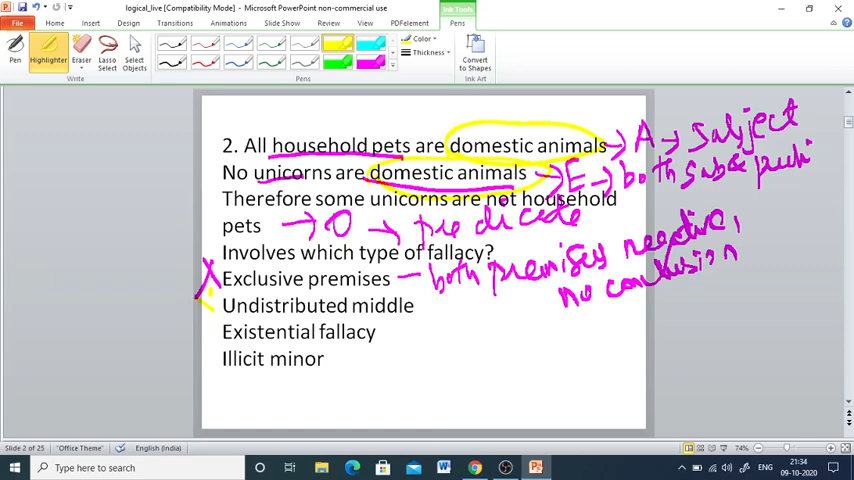 logical_live [Compatibility Mode] - Microsoft PowerPoint non-commercial use
Ink Tools
File Home Insert Design Transitions Animations Slide Show Review View PDFelement Pens
Pen Highlighter Eraser Lasso Select Select Objects
Color
Thickness
Convert to Shapes
Write Pens Ink Art
2. All household pets are domestic animals → A → Subject
No unicorns are domestic animals → E → both
Therefore some unicorns are not household
pets → O → predicate
Involves which type of fallacy?
X Exclusive premises - both premises negative,
no conclusion
Undistributed middle
Existential fallacy
Illicit minor
Slide 2 of 25 "Office Theme" English (India) 74%
Type here to search
ENG 21:34 09-10-2020